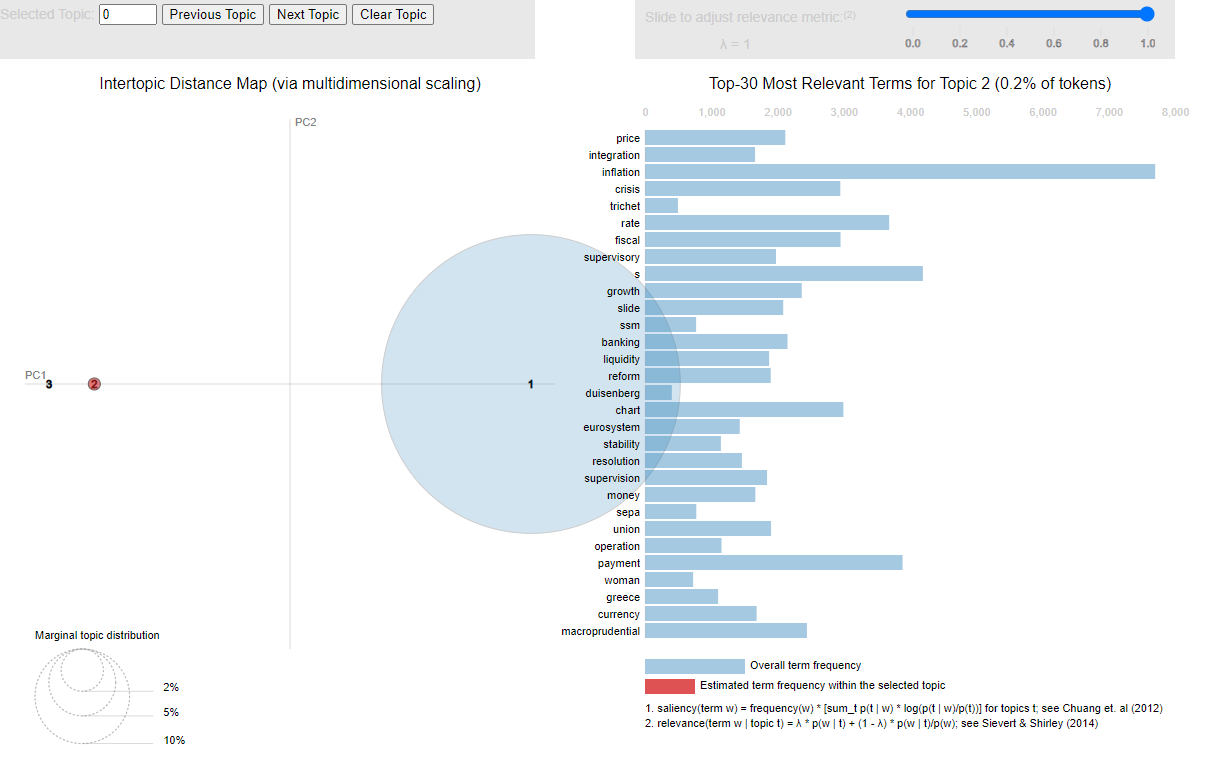 Selected Topic: 0 Previous Topic Next Topic Clear Topic
Slide to adjust relevance metric:(2)
λ = 1
0.0 0.2 0.4 0.6 0.8 1.0
Intertopic Distance Map (via multidimensional scaling)
PC2
PC1
3
2
1
Marginal topic distribution
2%
5%
10%
Top-30 Most Relevant Terms for Topic 2 (0.2% of tokens)
0 1,000 2,000 3,000 4,000 5,000 6,000 7,000 8,000
price
integration
inflation
crisis
trichet
rate
fiscal
supervisory
s
growth
slide
ssm
banking
liquidity
reform
duisenberg
chart
eurosystem
stability
resolution
supervision
money
sepa
union
operation
payment
woman
greece
currency
macroprudential
Overall term frequency
Estimated term frequency within the selected topic
1. saliency(term w) = frequency(w) * [sum_t p(t | w) * log(p(t | w)/p(t))] for topics t; see Chuang et. al (2012)
2. relevance(term w | topic t) = λ * p(w | t) + (1 - λ) * p(w | t)/p(w); see Sievert & Shirley (2014)